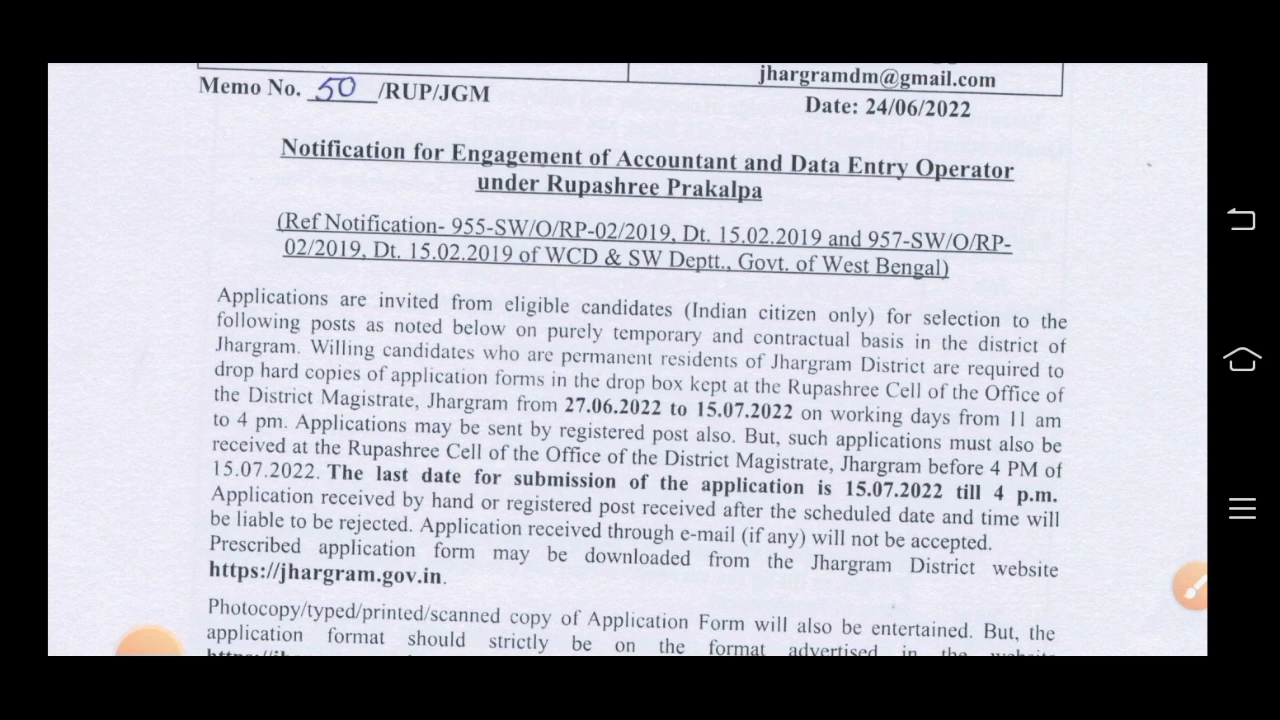 jhargramdm@gmail.com
Memo No. 50 /RUP/JGM
Date: 24/06/2022
Notification for Engagement of Accountant and Data Entry Operator
under Rupashree Prakalpa
(Ref Notification- 955-SW/O/RP-02/2019, Dt. 15.02.2019 and 957-SW/O/RP-
02/2019, Dt. 15.02.2019 of WCD & SW Deptt., Govt. of West Bengal)
Applications are invited from eligible candidates (Indian citizen only) for selection to the
following posts as noted below on purely temporary and contractual basis in the district of
Jhargram. Willing candidates who are permanent residents of Jhargram District are required to
drop hard copies of application forms in the drop box kept at the Rupashree Cell of the Office of
the District Magistrate, Jhargram from 27.06.2022 to 15.07.2022 on working days from 11 am
to 4 pm. Applications may be sent by registered post also. But, such applications must also be
received at the Rupashree Cell of the Office of the District Magistrate, Jhargram before 4 PM of
15.07.2022. The last date for submission of the application is 15.07.2022 till 4 p.m.
Application received by hand or registered post received after the scheduled date and time will
be liable to be rejected. Application received through e-mail (if any) will not be accepted.
Prescribed application form may be downloaded from the Jhargram District website
https://jhargram.gov.in.
Photocopy/typed/printed/scanned copy of Application Form will also be entertained. But, the
application format should strictly be on the format advertised in the website